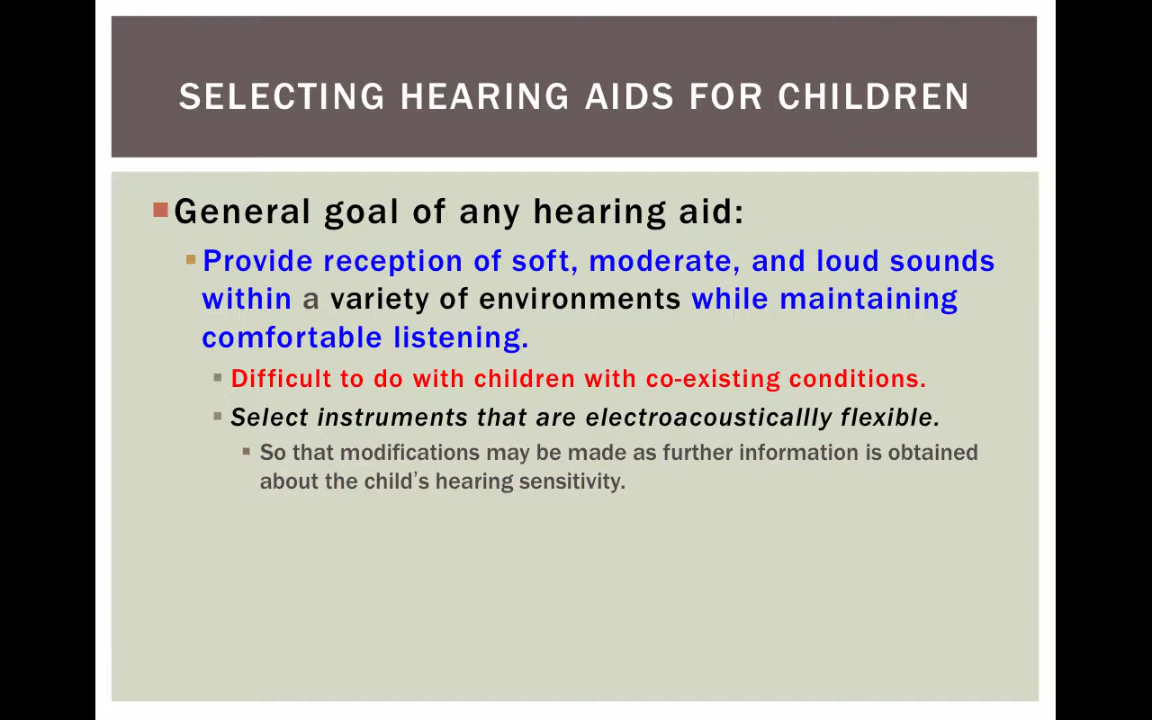 SELECTING HEARING AIDS FOR CHILDREN
General goal of any hearing aid:
Provide reception of soft, moderate, and loud sounds
within a variety of environments while maintaining
comfortable listening.
Difficult to do with children with co-existing conditions.
Select instruments that are electroacousticallly flexible.
So that modifications may be made as further information is obtained
about the child's hearing sensitivity.